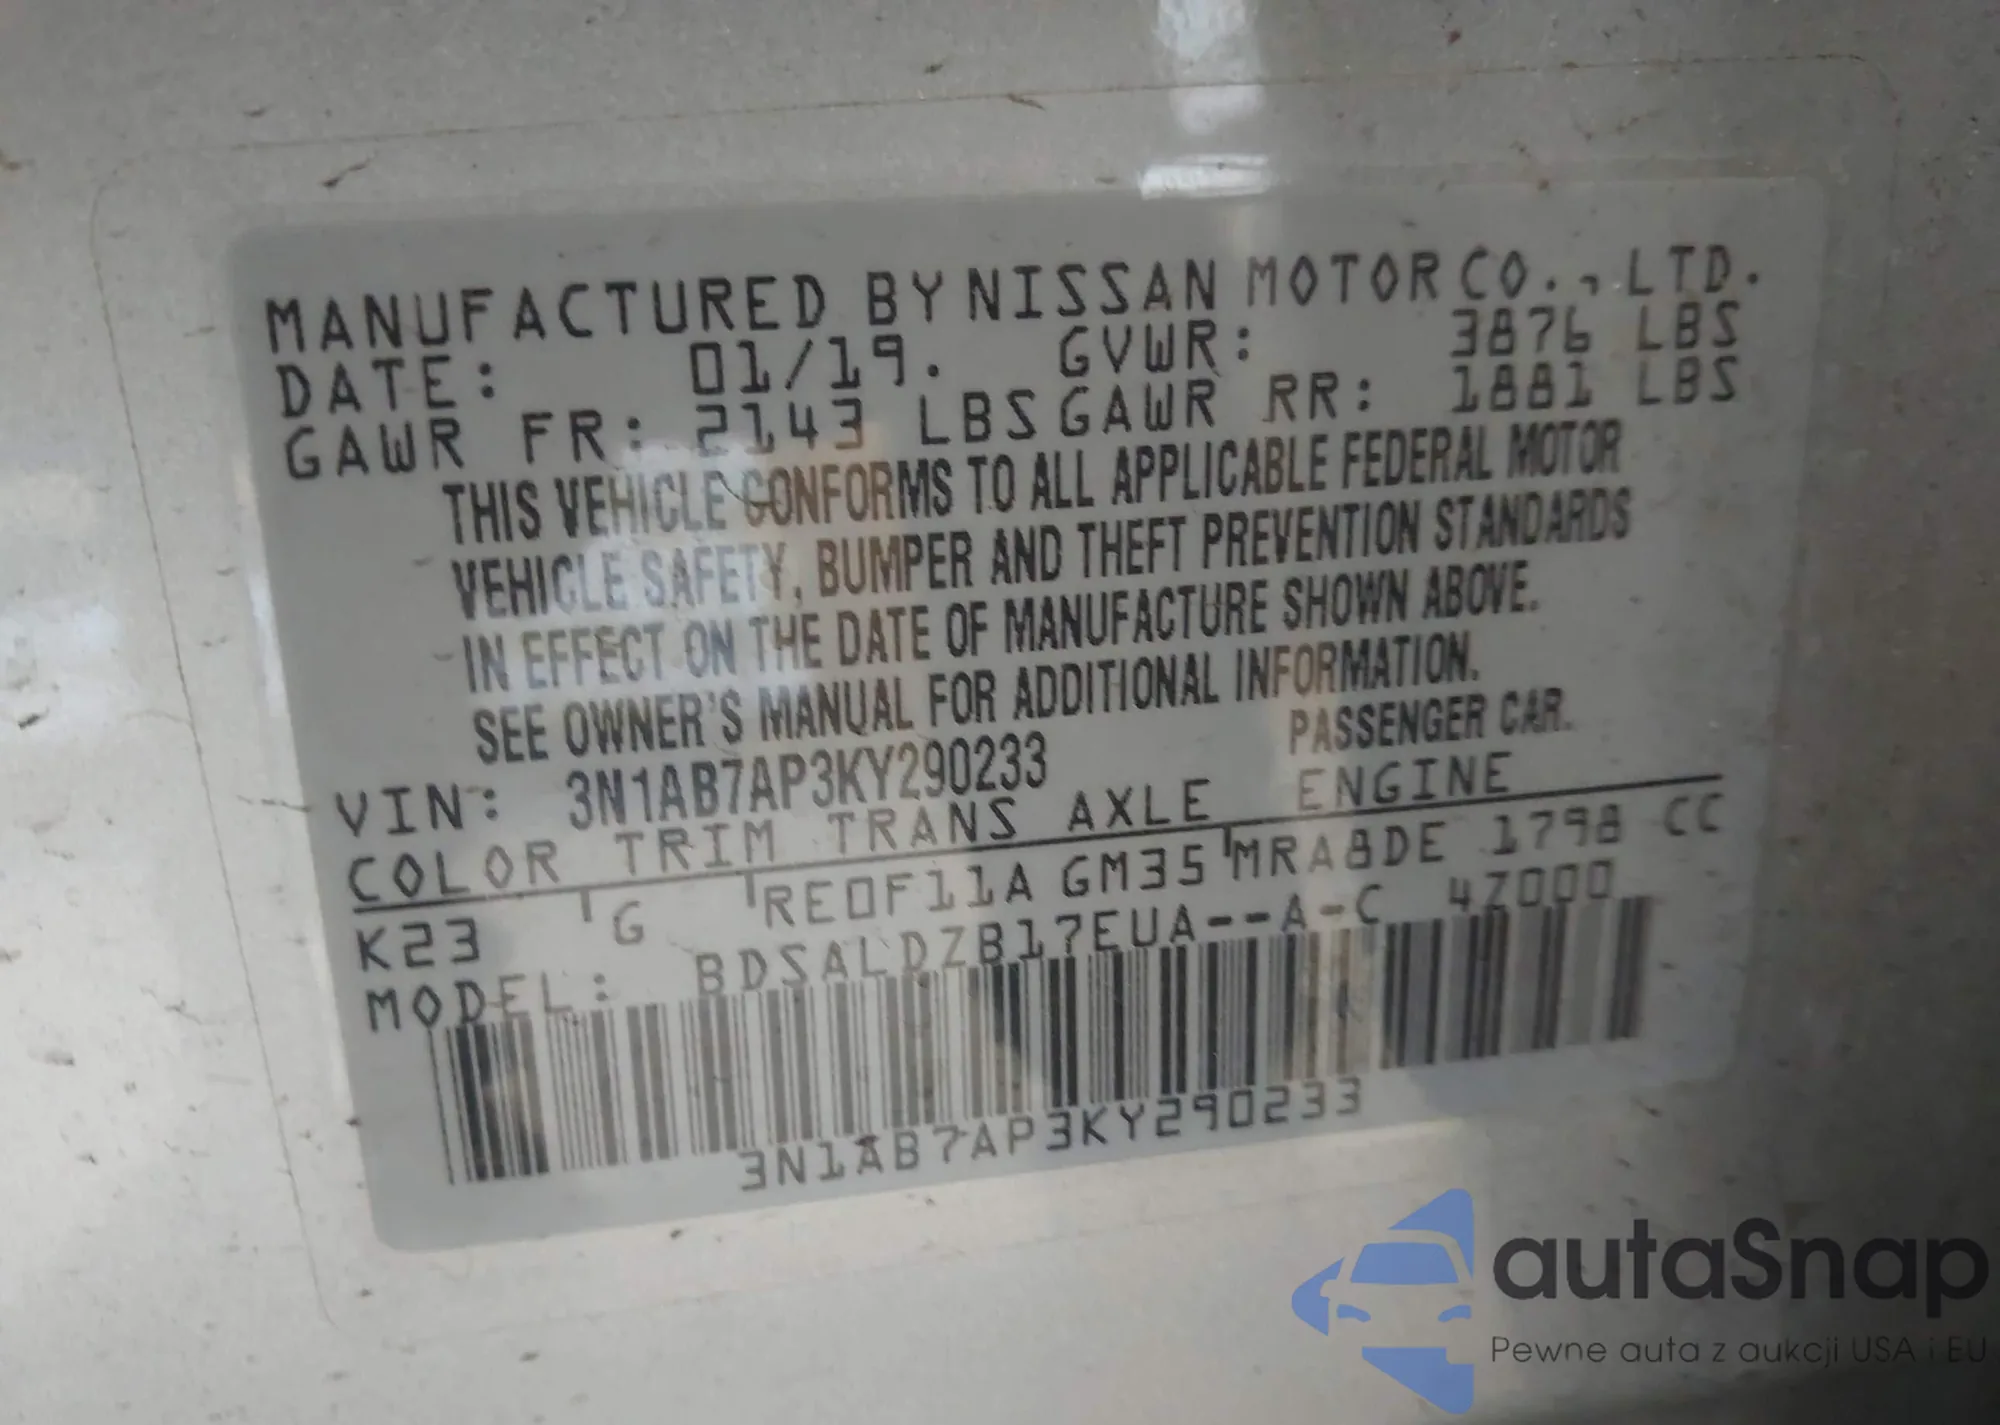 MANUFACTURED BY NISSAN MOTOR CO., LTD.
DATE: 01/19. GVWR: 3876 LBS
GAWR FR: 2143 LBS GAWR RR: 1881 LBS
THIS VEHICLE CONFORMS TO ALL APPLICABLE FEDERAL MOTOR
VEHICLE SAFETY, BUMPER AND THEFT PREVENTION STANDARDS
IN EFFECT ON THE DATE OF MANUFACTURE SHOWN ABOVE.
SEE OWNER'S MANUAL FOR ADDITIONAL INFORMATION.
VIN: 3N1AB7AP3KY290233 PASSENGER CAR.
COLOR TRIM TRANS AXLE ENGINE
K23 G RE0F11A GM35 MRA8DE 1798 CC
MODEL: BDSALDZB17EUA--A-C 4Z000
3N1AB7AP3KY290233
autaSnap
Pewne auta z aukcji USA i EU